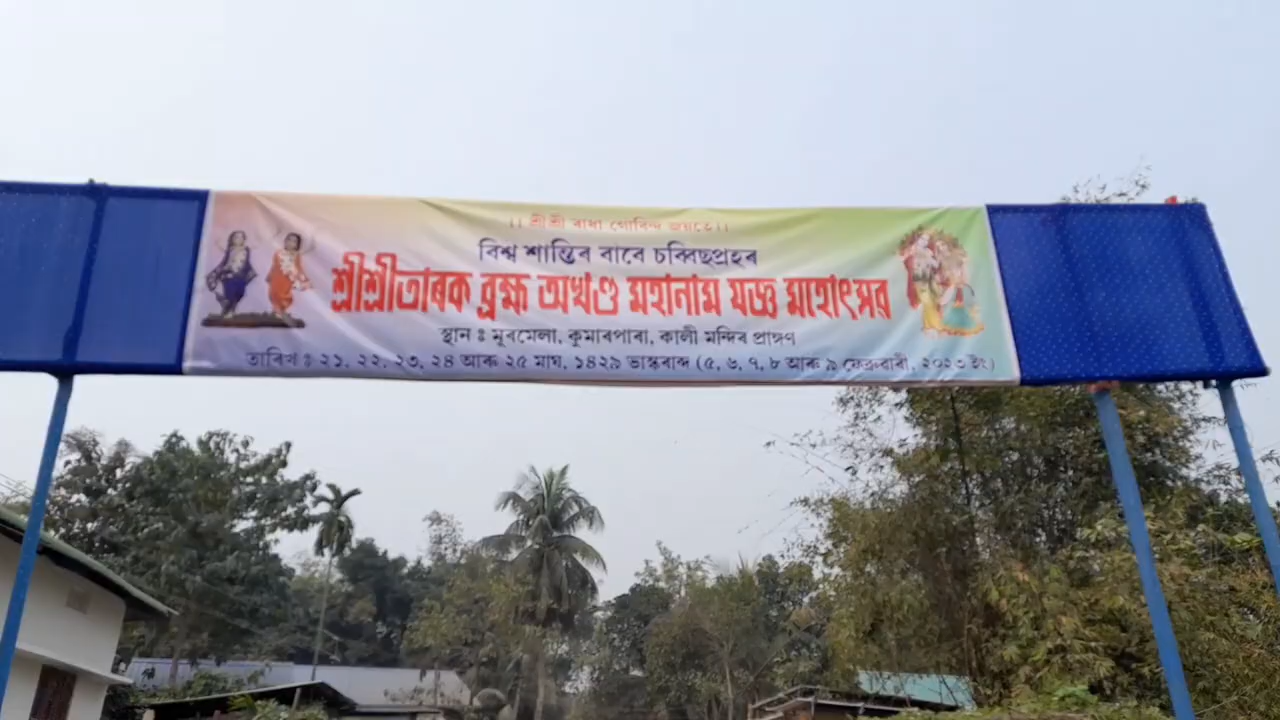 ।। শ্ৰী শ্ৰী ৰাধা গোবিন্দ জয়তে।।
বিশ্ব শান্তিৰ বাবে চব্বিছপ্ৰহৰ
শ্ৰীশ্ৰীতাৰক ব্ৰহ্ম অখণ্ড মহানাম যজ্ঞ মহোৎসৱ
স্থান ঃ মূৰমেলা, কুমাৰপাৰা, কালী মন্দিৰ প্ৰাঙ্গণ
তাৰিখ ঃ ২১, ২২, ২৩, ২৪ আৰু ২৫ মাঘ, ১৪২৯ ভাস্কৰাব্দ (৫, ৬, ৭, ৮ আৰু ৯ ফেব্ৰুৱাৰী, ২০২৩ ইং)